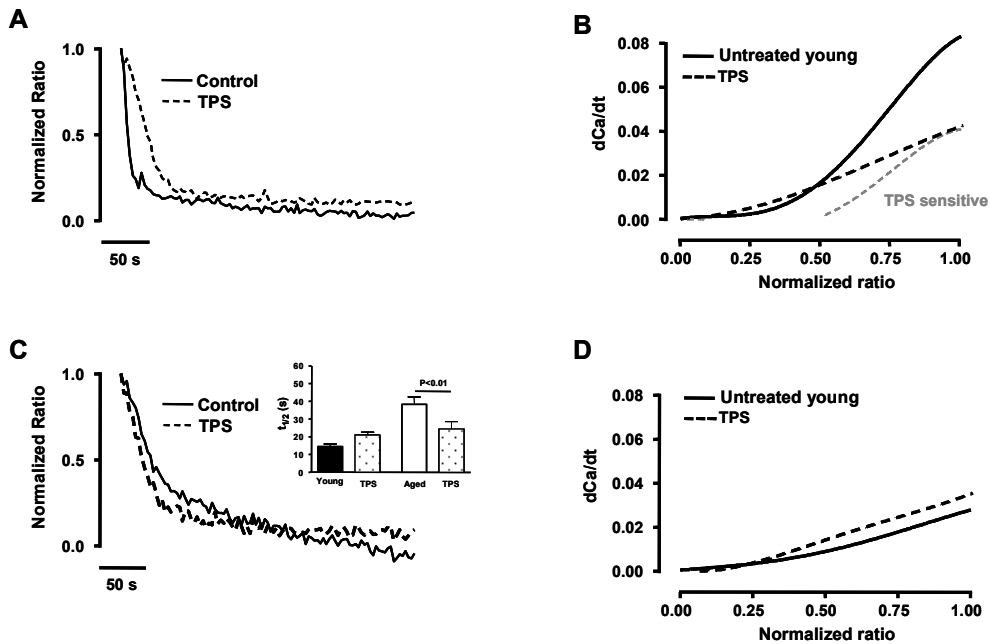 A
1.0
0.5
0.0
Normalized Ratio
Control
TPS
50 s
B
0.08
0.06
0.04
0.02
0.00
dCa/dt
Untreated young
TPS
TPS sensitive
0.00 0.25 0.50 0.75 1.00
Normalized ratio
C
1.0
0.5
0.0
Normalized Ratio
Control
TPS
50 s
60
50
40
30
20
10
0
t1/2 (s)
P<0.01
Young TPS Aged TPS
D
0.08
0.06
0.04
0.02
0.00
dCa/dt
Untreated young
TPS
0.00 0.25 0.50 0.75 1.00
Normalized ratio